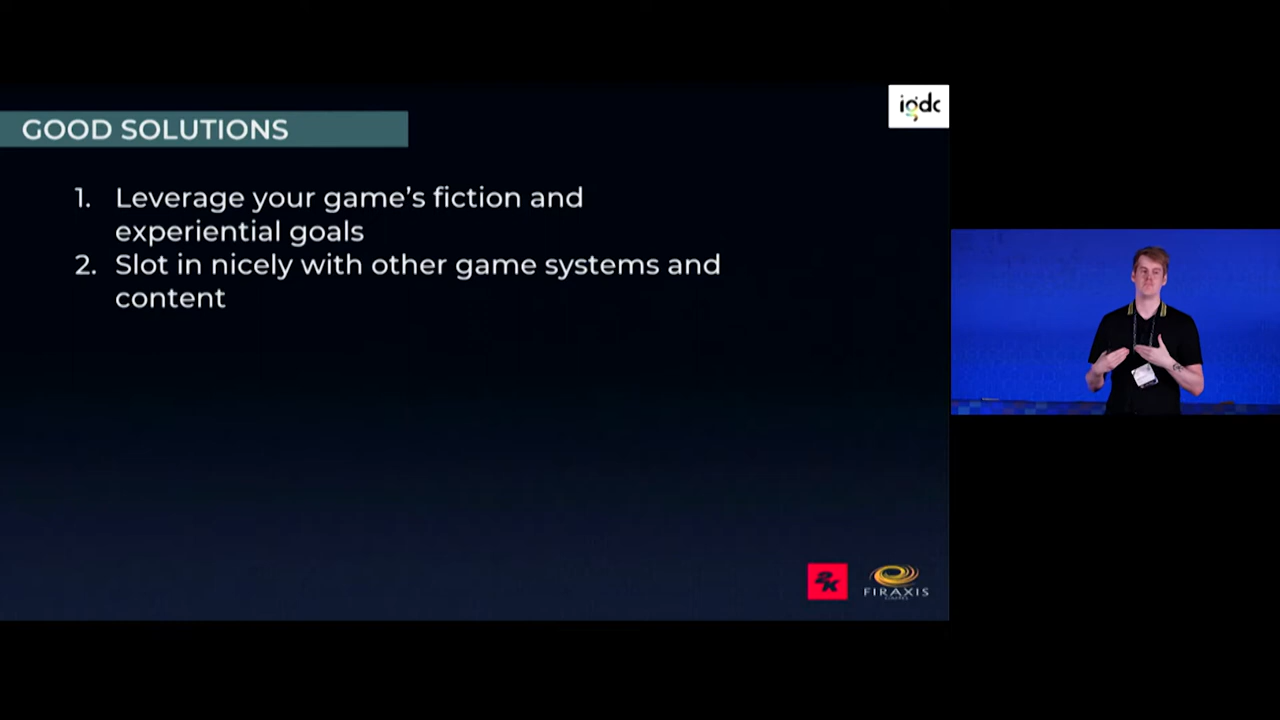 igdc
GOOD SOLUTIONS
1. Leverage your game's fiction and
experiential goals
2. Slot in nicely with other game systems and
content
2K
FIRAXIS